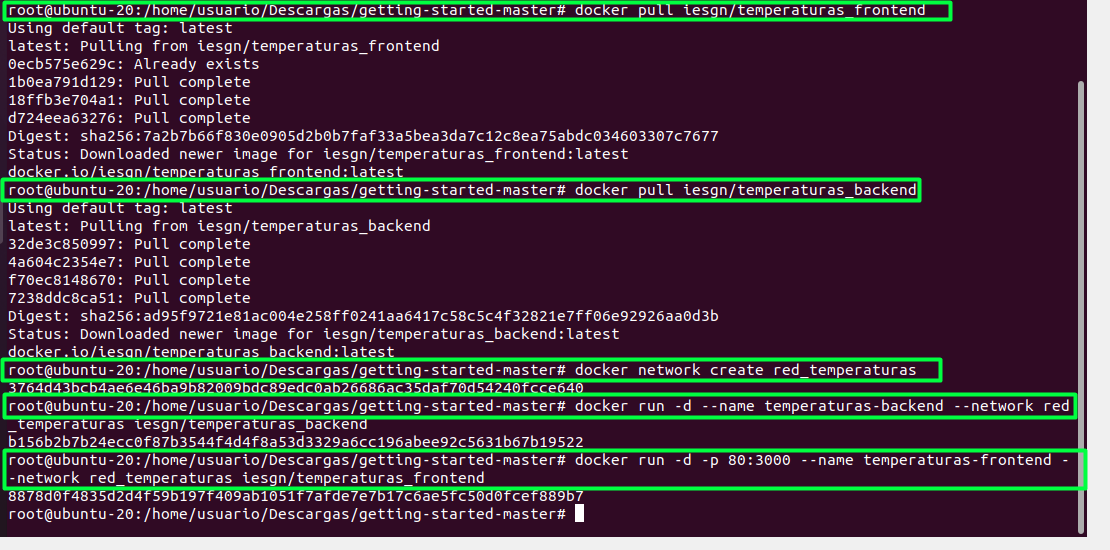 root@ubuntu-20:/home/usuario/Descargas/getting-started-master# docker pull iesgn/temperaturas_frontend
Using default tag: latest
latest: Pulling from iesgn/temperaturas_frontend
0ecb575e629c: Already exists
1b0ea791d129: Pull complete
18ffb3e704a1: Pull complete
d724eea63276: Pull complete
Digest: sha256:7a2b7b66f830e0905d2b0b7faf33a5bea3da7c12c8ea75abdc034603307c7677
Status: Downloaded newer image for iesgn/temperaturas_frontend:latest
docker.io/iesgn/temperaturas_frontend:latest
root@ubuntu-20:/home/usuario/Descargas/getting-started-master# docker pull iesgn/temperaturas_backend
Using default tag: latest
latest: Pulling from iesgn/temperaturas_backend
32de3c850997: Pull complete
4a604c2354e7: Pull complete
f70ec8148670: Pull complete
7238ddc8ca51: Pull complete
Digest: sha256:ad95f9721e81ac004e258ff0241aa6417c58c5c4f32821e7ff06e92926aa0d3b
Status: Downloaded newer image for iesgn/temperaturas_backend:latest
docker.io/iesgn/temperaturas_backend:latest
root@ubuntu-20:/home/usuario/Descargas/getting-started-master# docker network create red_temperaturas
3764d43bcb4ae6e46ba9b82009bdc89edc0ab26686ac35daf70d54240fcce640
root@ubuntu-20:/home/usuario/Descargas/getting-started-master# docker run -d --name temperaturas-backend --network red
_temperaturas iesgn/temperaturas_backend
b156b2b7b24ecc0f87b3544f4d4f8a53d3329a6cc196abee92c5631b67b19522
root@ubuntu-20:/home/usuario/Descargas/getting-started-master# docker run -d -p 80:3000 --name temperaturas-frontend -
-network red_temperaturas iesgn/temperaturas_frontend
8878d0f4835d2d4f59b197f409ab1051f7afde7e7b17c6ae5fc50d0fcef889b7
root@ubuntu-20:/home/usuario/Descargas/getting-started-master#